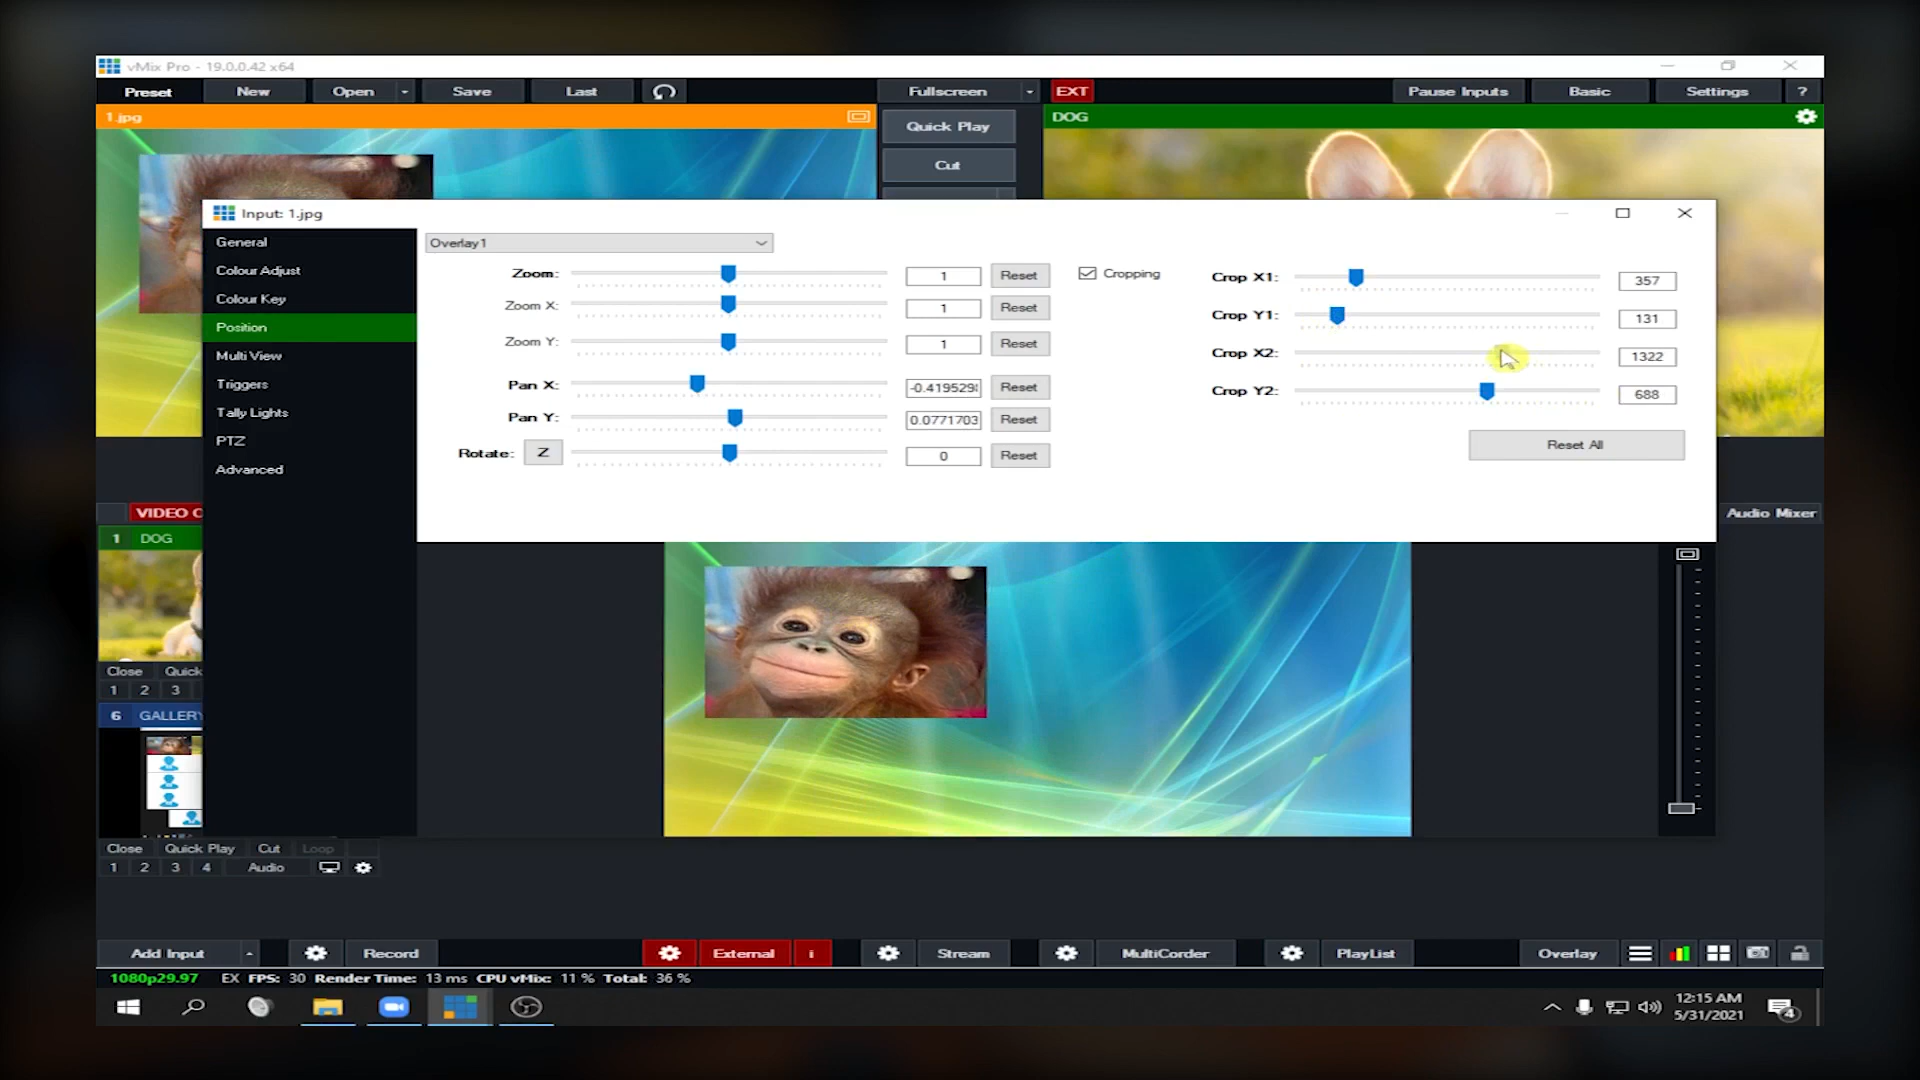 vMix Pro - 19.0.0.42 x64
Preset
New
Open
Save
Last
Fullscreen
EXT
Pause Inputs
Basic
Settings
?
1.jpg
Quick Play
Cut
DOG
Input: 1.jpg
General
Colour Adjust
Colour Key
Position
Multi View
Triggers
Tally Lights
PTZ
Advanced
Overlay1
Zoom: 1 Reset
Zoom X: 1 Reset
Zoom Y: 1 Reset
Pan X: -0.419529 Reset
Pan Y: 0.0771703 Reset
Rotate: Z 0 Reset
Cropping
Crop X1: 357
Crop Y1: 131
Crop X2: 1322
Crop Y2: 688
Reset All
VIDEO
Audio Mixer
1 DOG
Close Quick
1 2 3
6 GALLERY
Close Quick Play Cut Loop
1 2 3 4 Audio
Add Input
Record
External
i
Stream
MultiCorder
PlayList
Overlay
1080p29.97 EX FPS: 30 Render Time: 13 ms CPU vMix: 11 % Total: 36 %
12:15 AM
5/31/2021
4